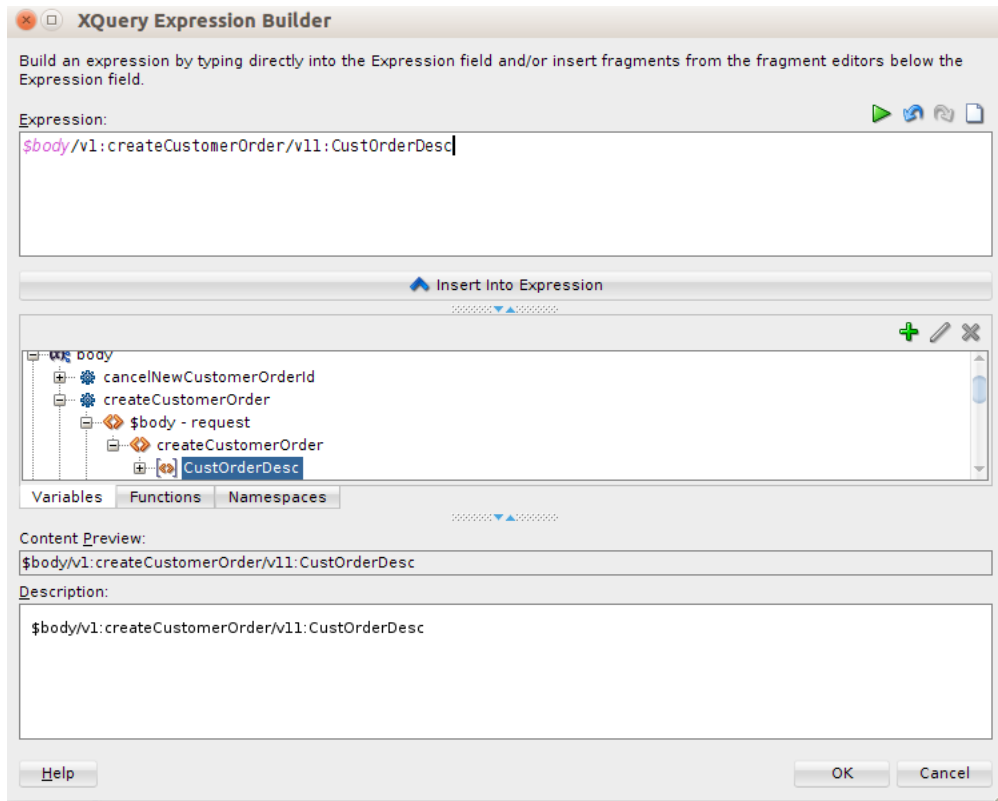 XQuery Expression Builder
Build an expression by typing directly into the Expression field and/or insert fragments from the fragment editors below the
Expression field.
Expression:
$body/v1:createCustomerOrder/v11:CustOrderDesc
Insert Into Expression
body
cancelNewCustomerOrderId
createCustomerOrder
$body - request
createCustomerOrder
CustOrderDesc
Variables Functions Namespaces
Content Preview:
$body/v1:createCustomerOrder/v11:CustOrderDesc
Description:
$body/v1:createCustomerOrder/v11:CustOrderDesc
Help OK Cancel